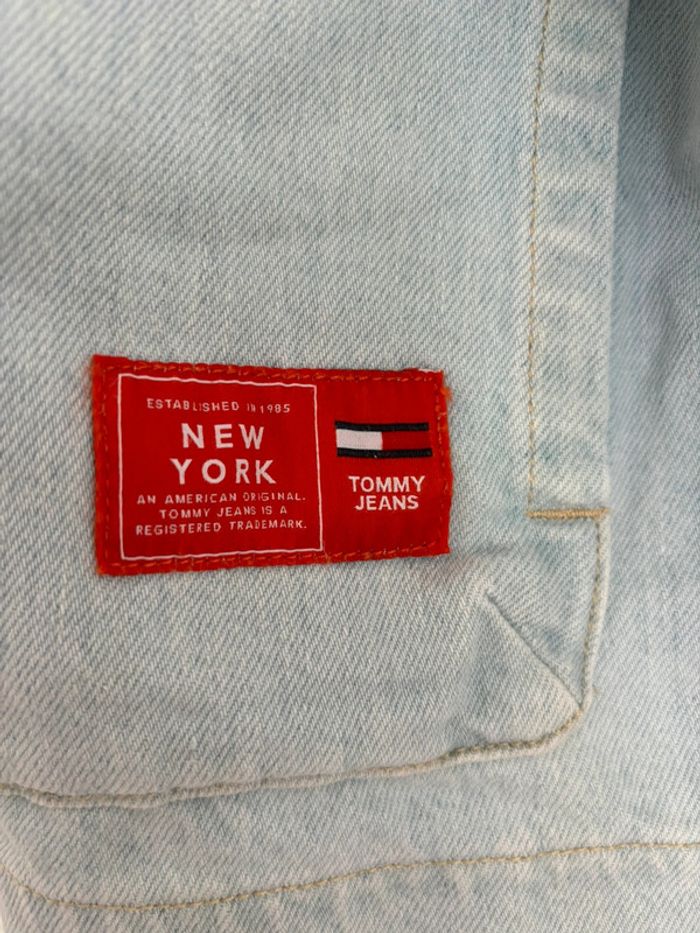 ESTABLISHED IN 1985
NEW
YORK
AN AMERICAN ORIGINAL.
TOMMY JEANS IS A
REGISTERED TRADEMARK.
TOMMY
JEANS